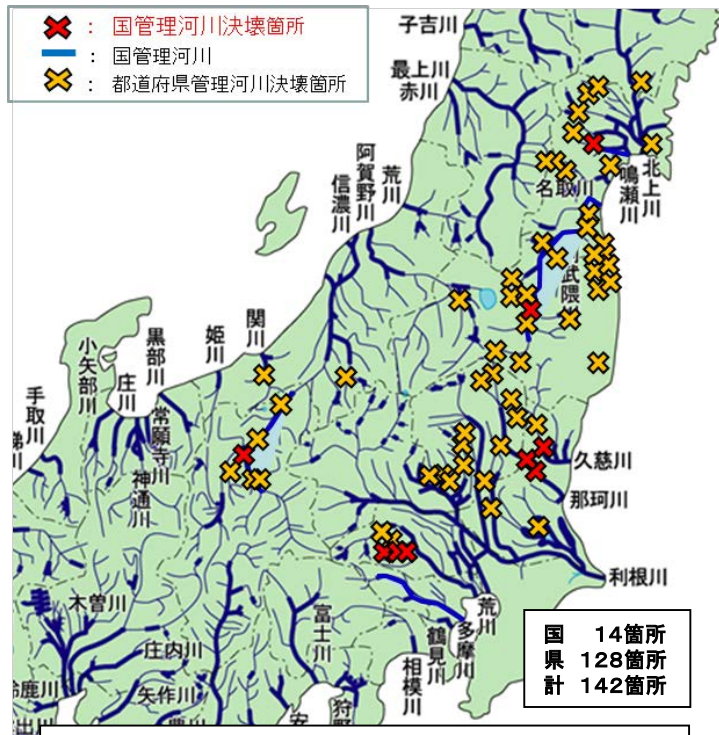 ：国管理河川決壊箇所
：国管理河川
：都道府県管理河川決壊箇所
子吉川
最上川
赤川
荒川
阿賀野川
信濃川
名取川
鳴瀬川
北上川
武隈
関川
姫川
黒部川
小矢部川
庄川
常願寺川
神通川
手取川
久慈川
那珂川
利根川
荒川
多摩川
鶴見川
相模川
富士川
木曽川
庄内川
矢作川
鈴鹿川
国 14箇所
県 128箇所
計 142箇所